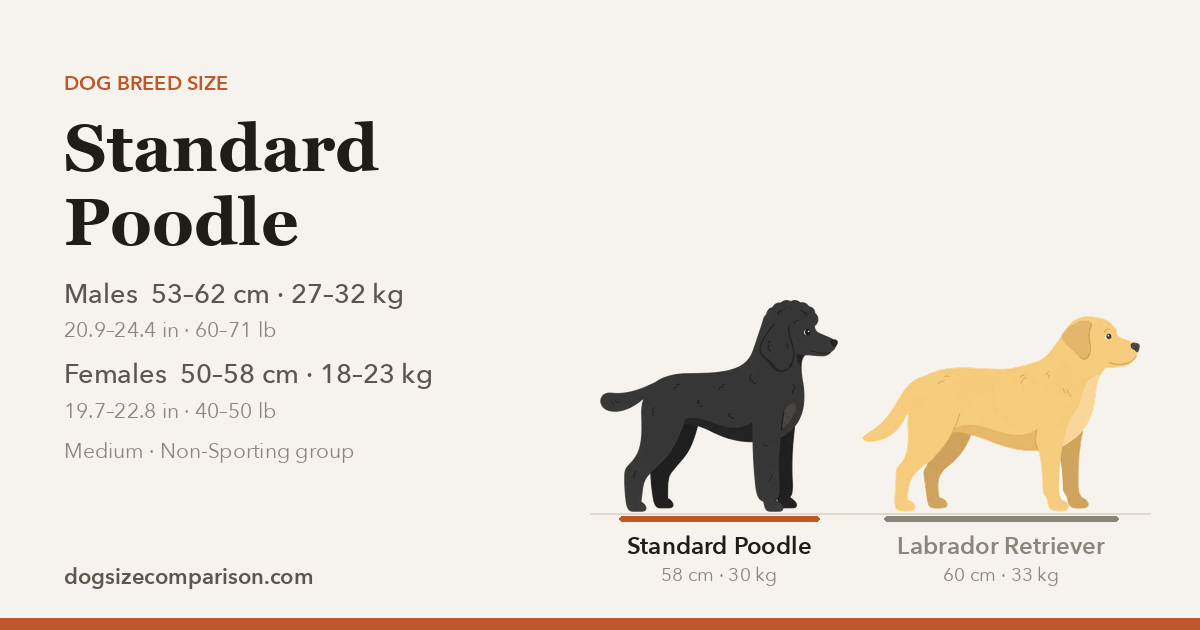 DOG BREED SIZE
Standard
Poodle
Males 53–62 cm · 27–32 kg
20.9–24.4 in · 60–71 lb
Females 50–58 cm · 18–23 kg
19.7–22.8 in · 40–50 lb
Medium · Non-Sporting group
dogsizecomparison.com
Standard Poodle
58 cm · 30 kg
Labrador Retriever
60 cm · 33 kg